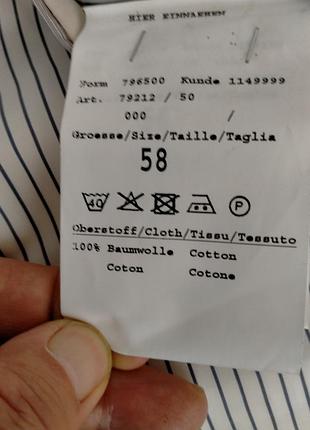 HIER EINNAEHEN
Form 796500 Kunde 1149999
Art. 79212 / 50
000 /
Groesse/Size/Taille/Taglia
58
40 P
Oberstoff/Cloth/Tissu/Tessuto
100% Baumwolle Cotton
Coton Cotone